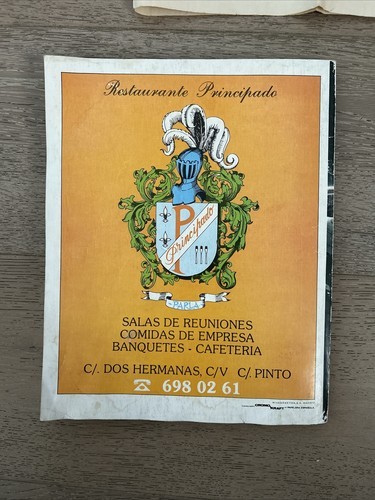 Restaurante Principado
P
Principado
PARLA
SALAS DE REUNIONES
COMIDAS DE EMPRESA
BANQUETES - CAFETERIA
C/. DOS HERMANAS, C/V C/. PINTO
☎ 698 02 61